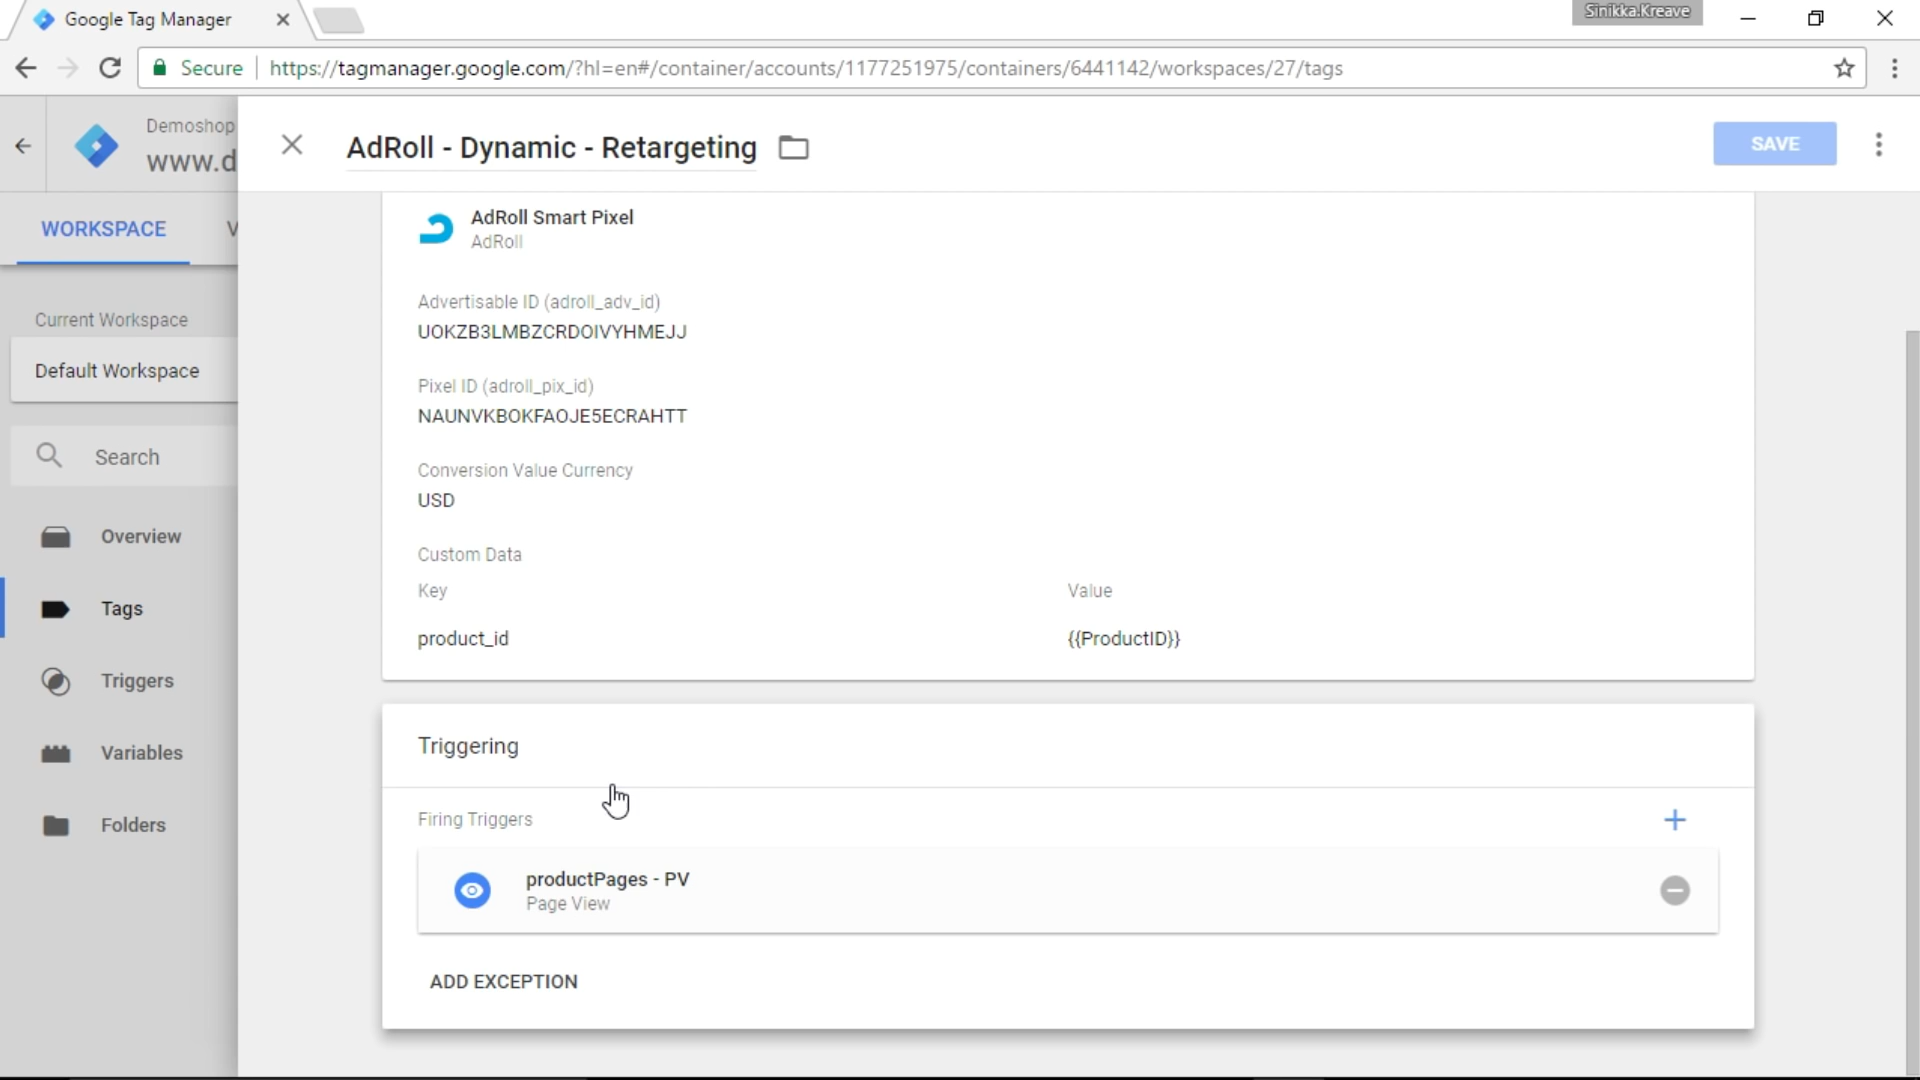 Google Tag Manager
Sinikka.Kreave
Secure
https://tagmanager.google.com/?hl=en#/container/accounts/1177251975/containers/6441142/workspaces/27/tags
Demoshop
www.d
AdRoll - Dynamic - Retargeting
SAVE
WORKSPACE
V
Current Workspace
Default Workspace
Search
Overview
Tags
Triggers
Variables
Folders
AdRoll Smart Pixel
AdRoll
Advertisable ID (adroll_adv_id)
UOKZB3LMBZCRDOIVYHMEJJ
Pixel ID (adroll_pix_id)
NAUNVKBOKFAOJE5ECRAHTT
Conversion Value Currency
USD
Custom Data
Key Value
product_id {{ProductID}}
Triggering
Firing Triggers
productPages - PV
Page View
ADD EXCEPTION